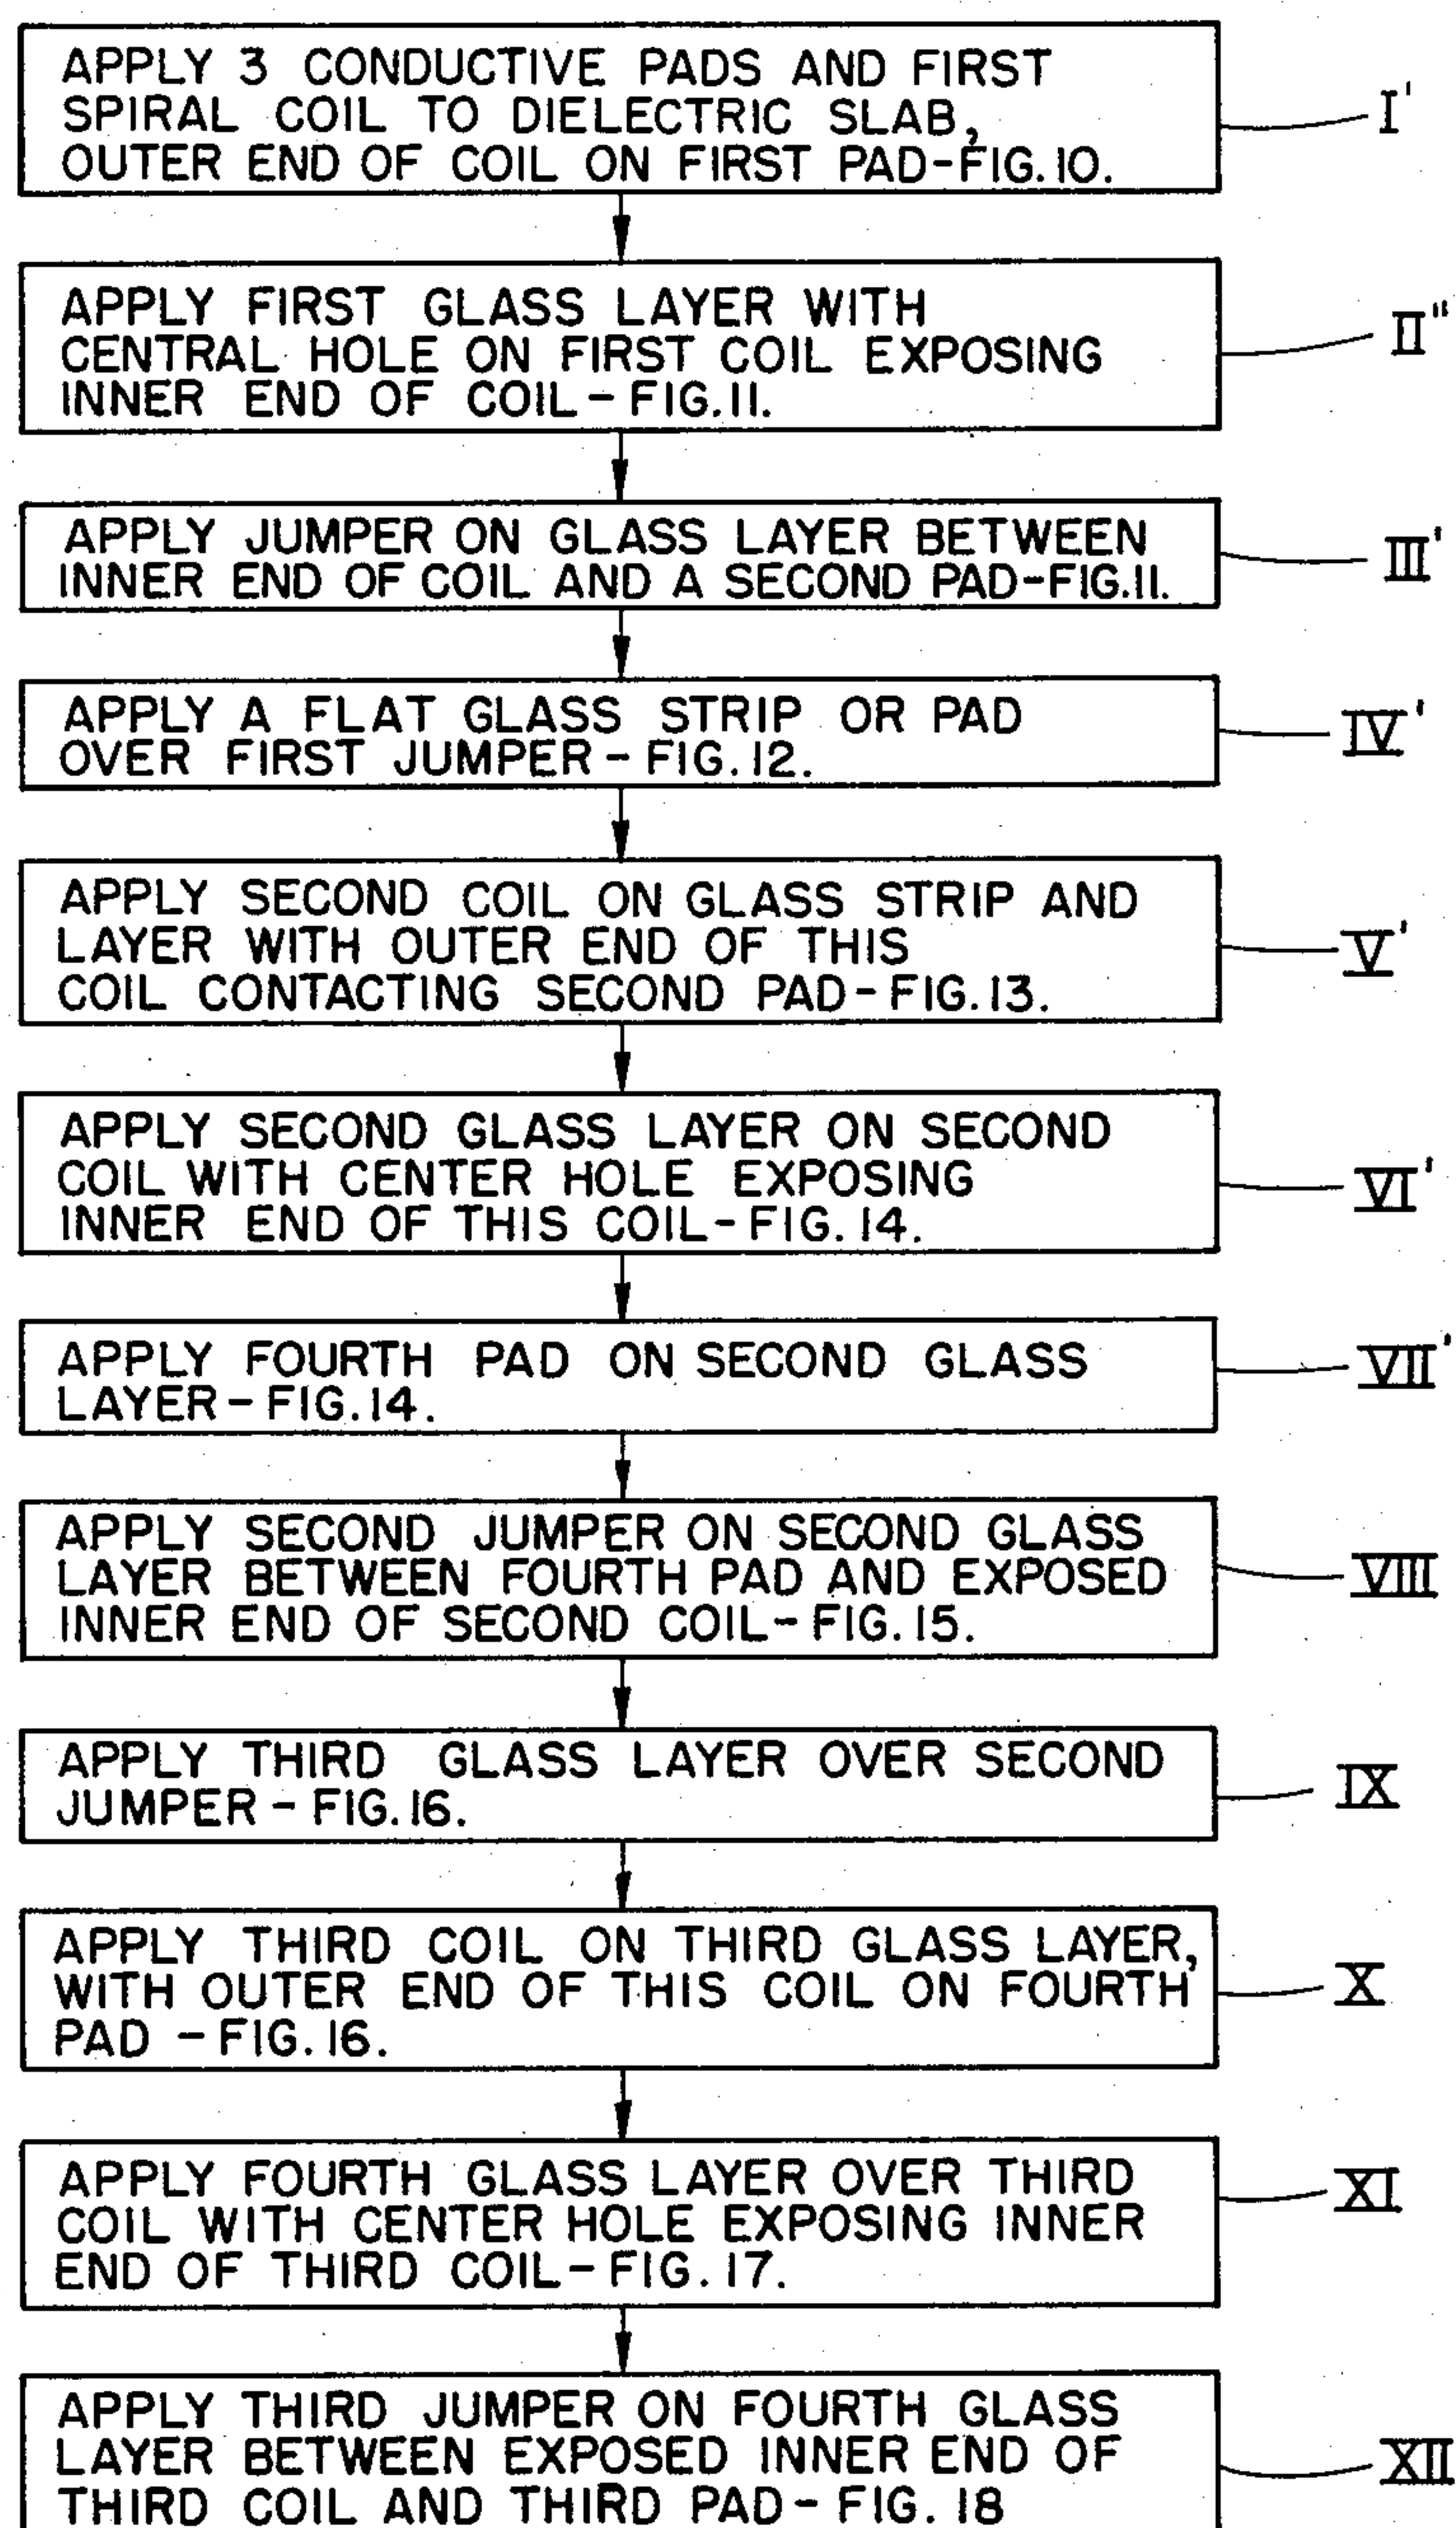 APPLY 3 CONDUCTIVE PADS AND FIRST
SPIRAL COIL TO DIELECTRIC SLAB,
OUTER END OF COIL ON FIRST PAD-FIG.10.
I'
APPLY FIRST GLASS LAYER WITH
CENTRAL HOLE ON FIRST COIL EXPOSING
INNER END OF COIL-FIG.11.
II"
APPLY JUMPER ON GLASS LAYER BETWEEN
INNER END OF COIL AND A SECOND PAD-FIG.11.
III'
APPLY A FLAT GLASS STRIP OR PAD
OVER FIRST JUMPER-FIG.12.
IV'
APPLY SECOND COIL ON GLASS STRIP AND
LAYER WITH OUTER END OF THIS
COIL CONTACTING SECOND PAD-FIG.13.
V'
APPLY SECOND GLASS LAYER ON SECOND
COIL WITH CENTER HOLE EXPOSING
INNER END OF THIS COIL-FIG.14.
VI'
APPLY FOURTH PAD ON SECOND GLASS
LAYER-FIG.14.
VII'
APPLY SECOND JUMPER ON SECOND GLASS
LAYER BETWEEN FOURTH PAD AND EXPOSED
INNER END OF SECOND COIL-FIG.15.
VIII
APPLY THIRD GLASS LAYER OVER SECOND
JUMPER-FIG.16.
IX
APPLY THIRD COIL ON THIRD GLASS LAYER,
WITH OUTER END OF THIS COIL ON FOURTH
PAD -FIG.16.
X
APPLY FOURTH GLASS LAYER OVER THIRD
COIL WITH CENTER HOLE EXPOSING INNER
END OF THIRD COIL-FIG.17.
XI
APPLY THIRD JUMPER ON FOURTH GLASS
LAYER BETWEEN EXPOSED INNER END OF
THIRD COIL AND THIRD PAD-FIG. 18
XII